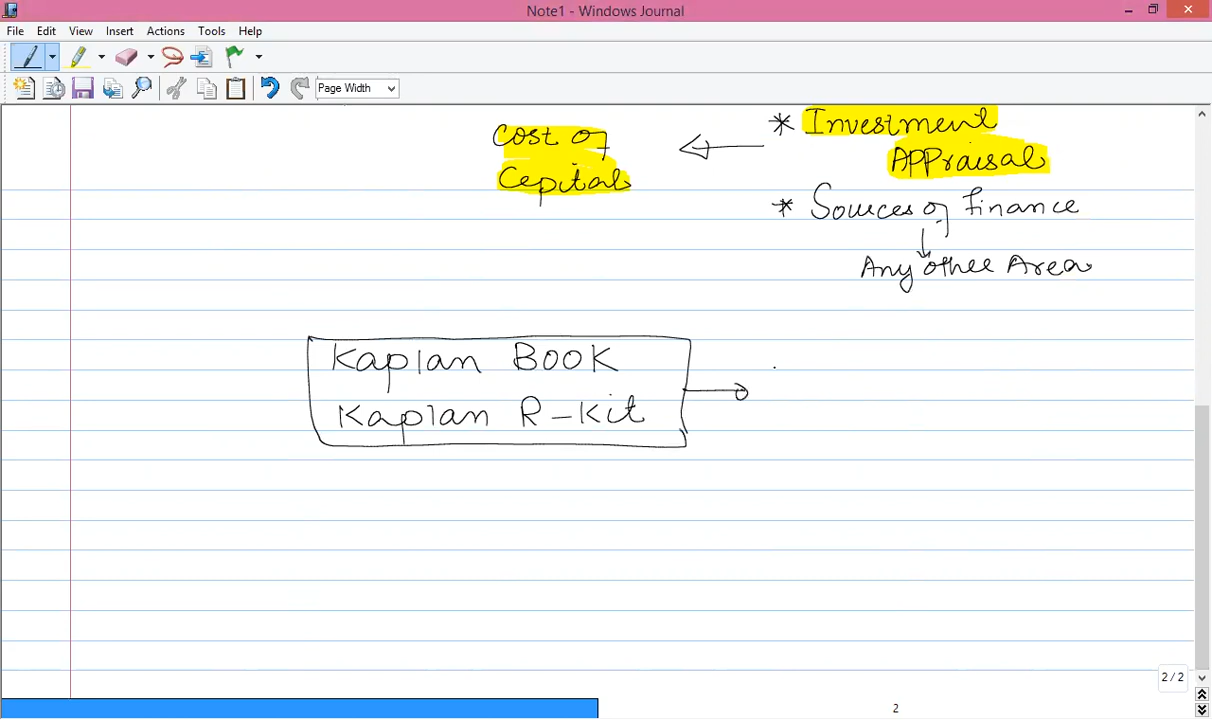 Note1 - Windows Journal
File Edit View Insert Actions Tools Help
Page Width
Cost of
Cepital
* Investment
APPraisal
* Sources of Finance
Any other Area
Kaplan BOOK
Kaplan R-Kit
2 / 2
2